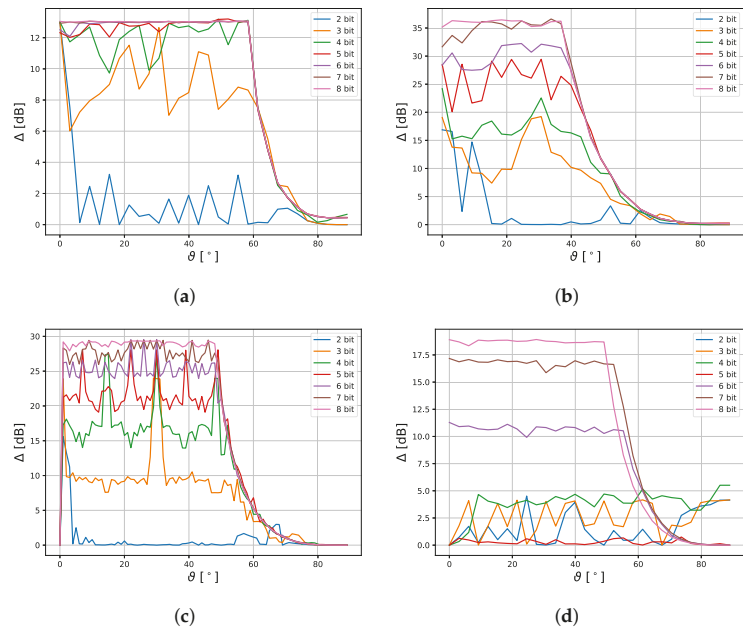 12
10
8
6
4
2
0
Δ [dB]
0
20
40
60
80
ϑ [°]
2 bit
3 bit
4 bit
5 bit
6 bit
7 bit
8 bit
(a)
35
30
25
20
15
10
5
0
Δ [dB]
0
20
40
60
80
ϑ [°]
2 bit
3 bit
4 bit
5 bit
6 bit
7 bit
8 bit
(b)
30
25
20
15
10
5
0
Δ [dB]
0
20
40
60
80
ϑ [°]
2 bit
3 bit
4 bit
5 bit
6 bit
7 bit
8 bit
(c)
17.5
15.0
12.5
10.0
7.5
5.0
2.5
0.0
Δ [dB]
0
20
40
60
80
ϑ [°]
2 bit
3 bit
4 bit
5 bit
6 bit
7 bit
8 bit
(d)